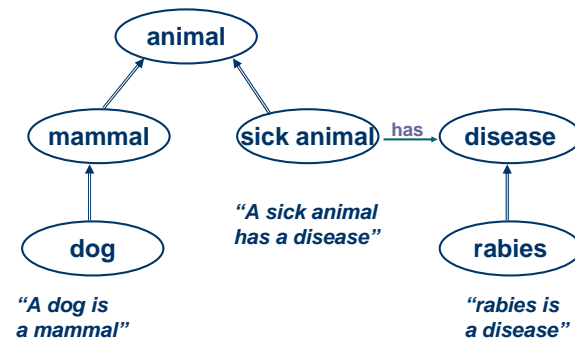 animal
mammal
sick animal
has
disease
“A sick animal
has a disease”
dog
rabies
“A dog is
a mammal”
“rabies is
a disease”